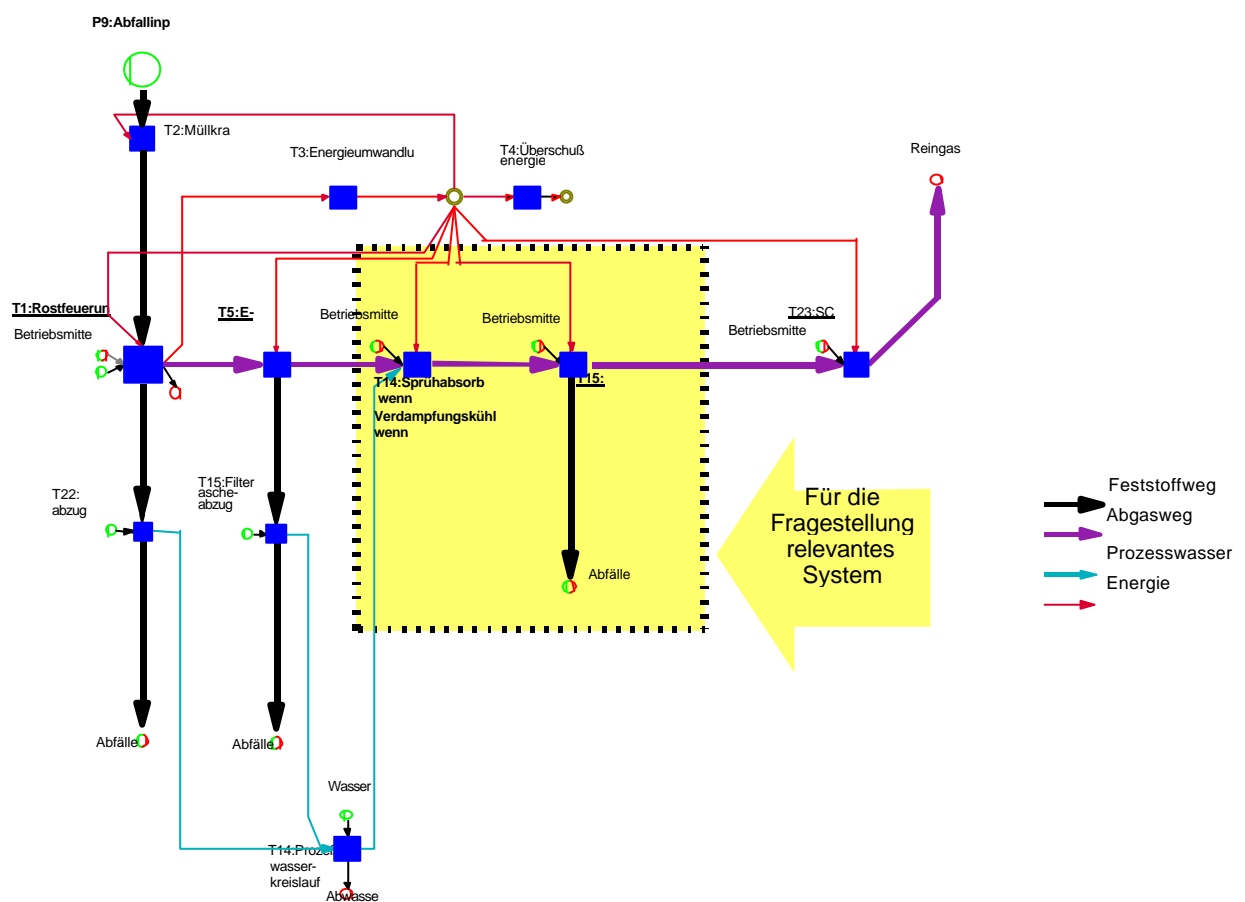 P9:Abfallinp
T2:Müllkra
T3:Energieumwandlu
T4:Überschuß
energie
Reingas
T1:Rostfeuerun
Betriebsmitte
T5:E-
Betriebsmitte
Betriebsmitte
T23:SC
Betriebsmitte
T14:Sprühabsorb
wenn
Verdampfungskühl
wenn
T15:
T22:
abzug
T15:Filter
asche-
abzug
Für die
Fragestellung
relevantes
System
Feststoffweg
Abgasweg
Prozesswasser
Energie
Abfälle
Abfälle
Abfälle
Wasser
T14:Prozeß
wasser-
kreislauf
Abwasse